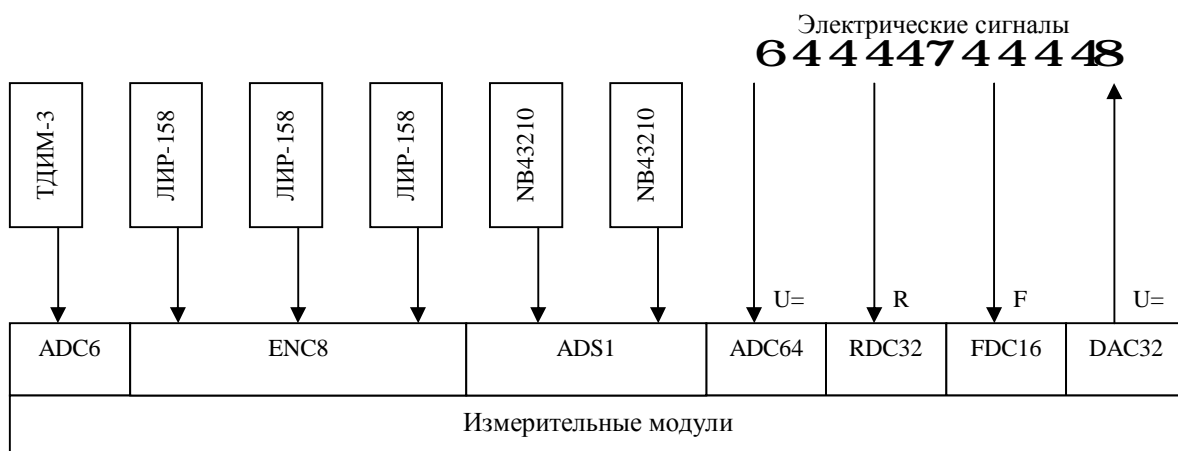 Электрические сигналы
6444474448
ТДИМ-3
ЛИР-158
ЛИР-158
ЛИР-158
NB43210
NB43210
U=
R
F
U=
ADC6
ENC8
ADS1
ADC64
RDC32
FDC16
DAC32
Измерительные модули